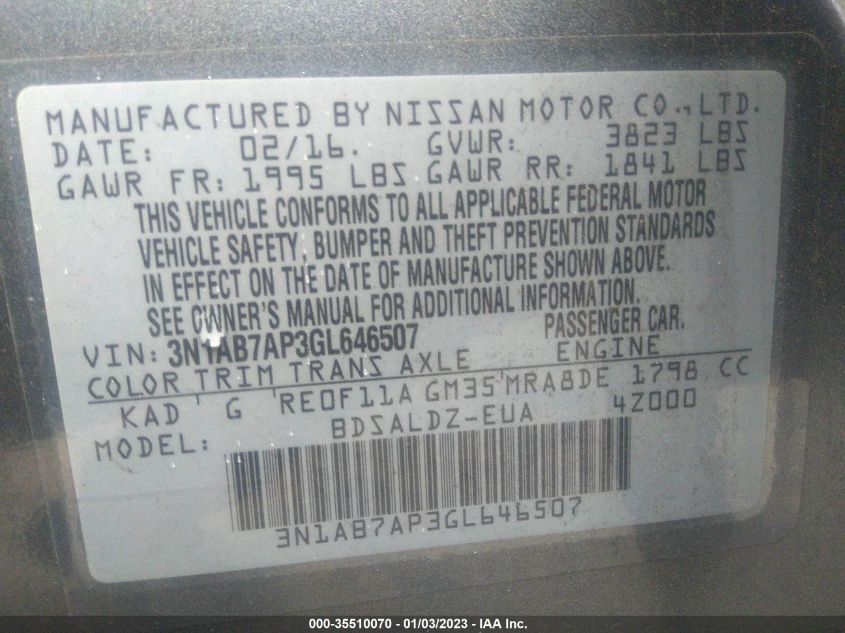 MANUFACTURED BY NISSAN MOTOR CO., LTD.
DATE: 02/16. GVWR: 3823 LBS
GAWR FR: 1995 LBS GAWR RR: 1841 LBS
THIS VEHICLE CONFORMS TO ALL APPLICABLE FEDERAL MOTOR
VEHICLE SAFETY, BUMPER AND THEFT PREVENTION STANDARDS
IN EFFECT ON THE DATE OF MANUFACTURE SHOWN ABOVE.
SEE OWNER'S MANUAL FOR ADDITIONAL INFORMATION.
VIN: 3N1AB7AP3GL646507 PASSENGER CAR.
COLOR TRIM TRANS AXLE ENGINE
KAD G RE0F11A GM35 MRA8DE 1798 CC
MODEL: BDSALDZ-EUA 4Z000
3N1AB7AP3GL646507
000-35510070 - 01/03/2023 - IAA Inc.